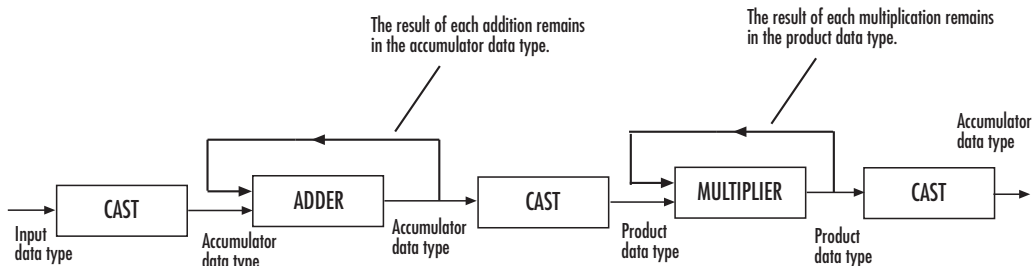 The result of each addition remains
in the accumulator data type.
The result of each multiplication remains
in the product data type.
Accumulator
data type
CAST
ADDER
CAST
MULTIPLIER
CAST
Input
data type
Accumulator
data type
Accumulator
data type
Product
data type
Product
data type